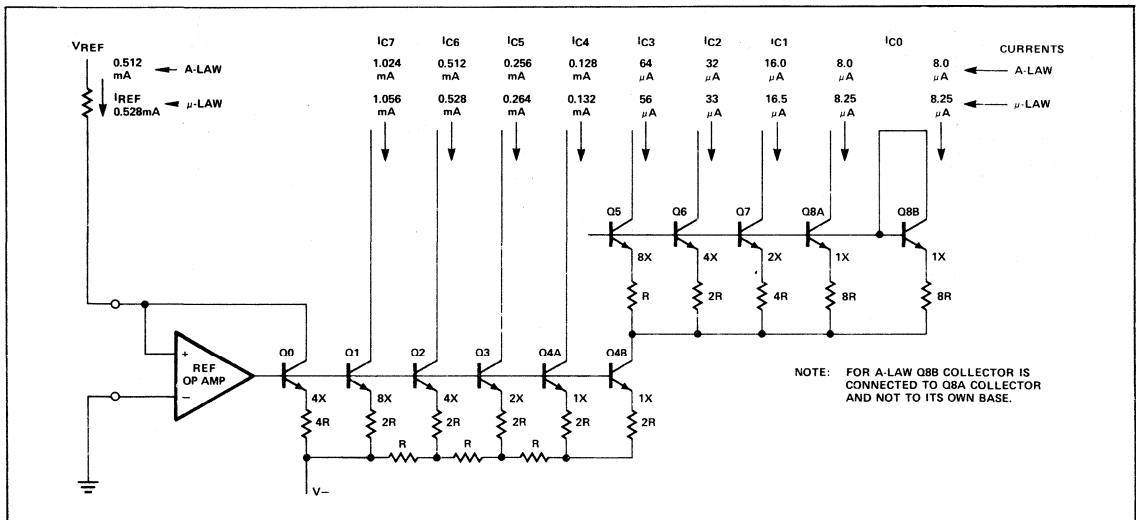 VREF
0.512 mA ← A-LAW
IREF 0.528mA ← μ-LAW
IC7 IC6 IC5 IC4 IC3 IC2 IC1 IC0
CURRENTS
1.024 mA 0.512 mA 0.256 mA 0.128 mA 64 μA 32 μA 16.0 μA 8.0 μA 8.0 μA ← A-LAW
1.056 mA 0.528 mA 0.264 mA 0.132 mA 56 μA 33 μA 16.5 μA 8.25 μA 8.25 μA ← μ-LAW
Q5 Q6 Q7 Q8A Q8B
8X 4X 2X 1X 1X
R 2R 4R 8R 8R
Q0 Q1 Q2 Q3 Q4A Q4B
+
REF
OP AMP
−
4X 8X 4X 2X 1X 1X
4R 2R 2R 2R 2R 2R
R R R
V−
NOTE: FOR A-LAW Q8B COLLECTOR IS
CONNECTED TO Q8A COLLECTOR
AND NOT TO ITS OWN BASE.